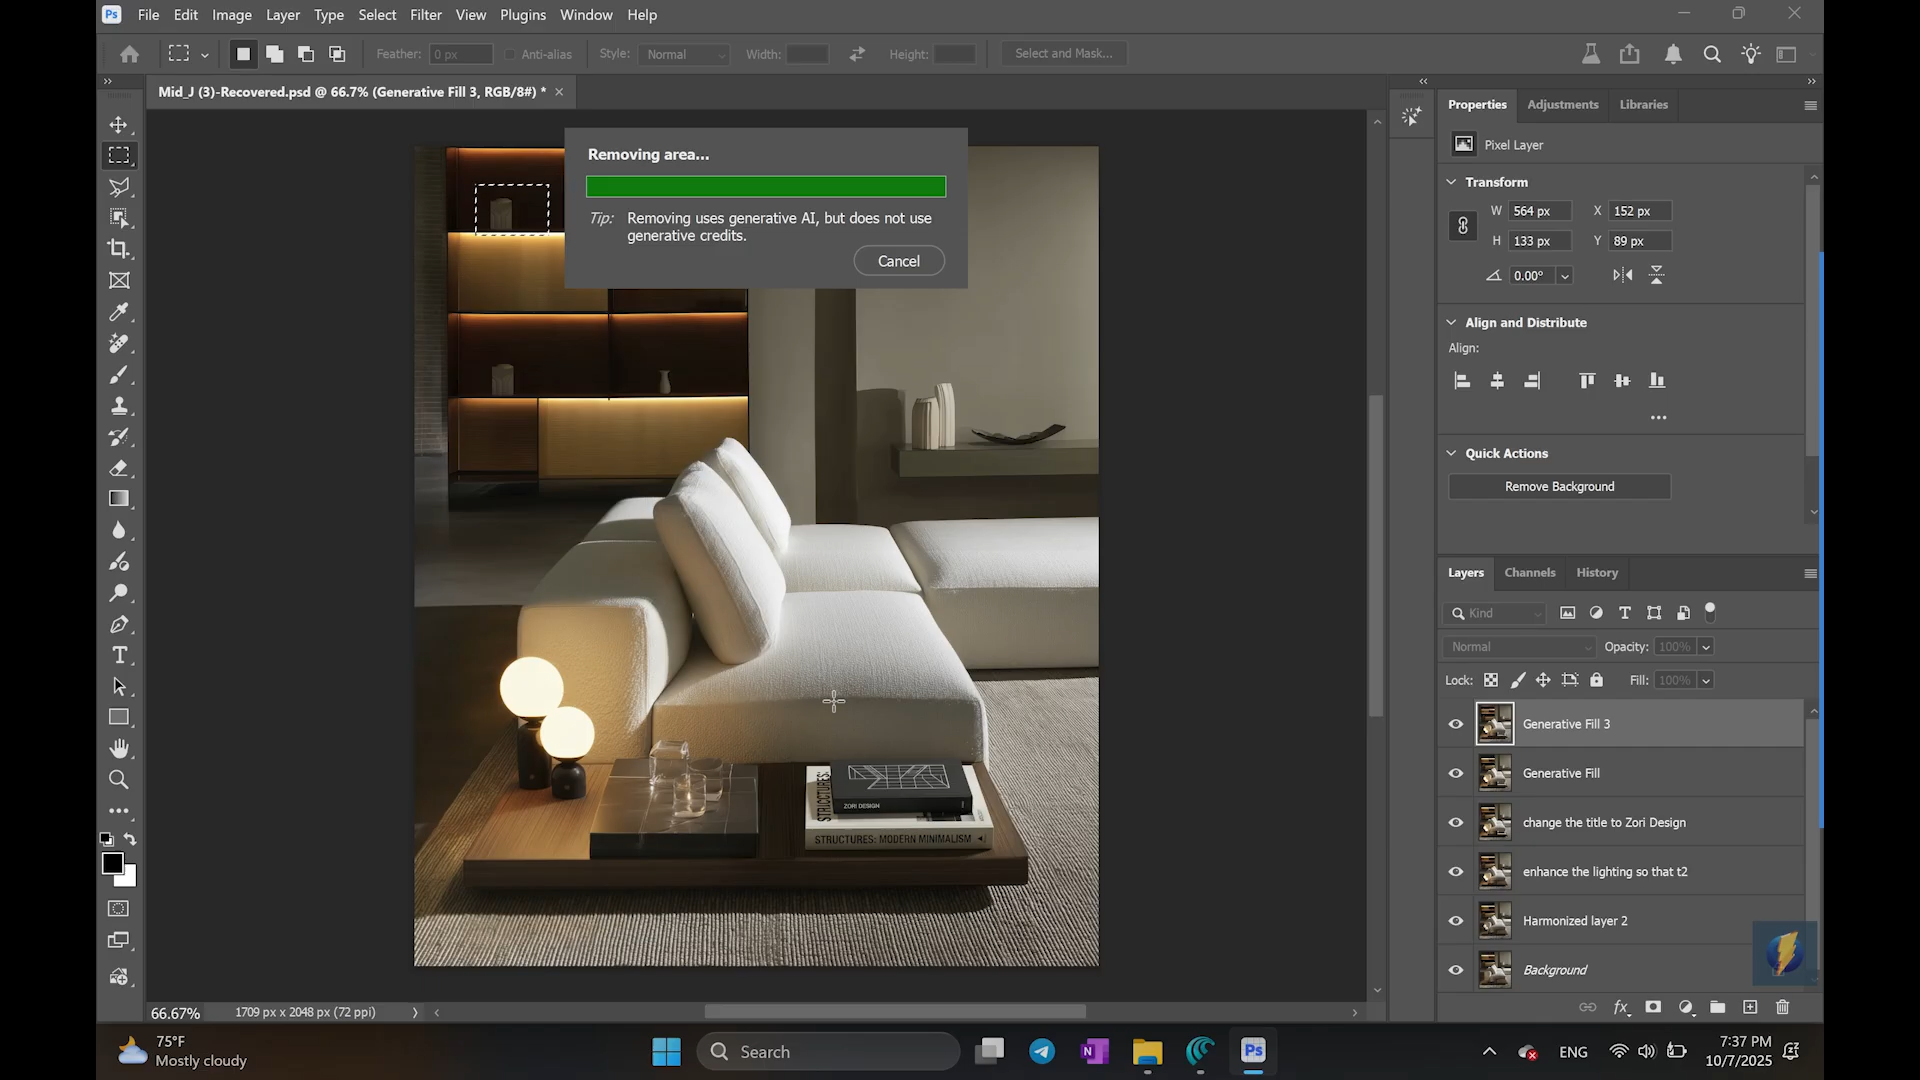 Ps File Edit Image Layer Type Select Filter View Plugins Window Help
Feather: 0 px Anti-alias Style: Normal Width: Height: Select and Mask...
Mid_J (3)-Recovered.psd @ 66.7% (Generative Fill 3, RGB/8#) * ×
Removing area...
Tip: Removing uses generative AI, but does not use
generative credits.
Cancel
ZORI DESIGN
STRUCTURES:
STRUCTURES: MODERN MINIMALISM
66.67% 1709 px x 2048 px (72 ppi)
Properties Adjustments Libraries
Pixel Layer
Transform
W 564 px X 152 px
H 133 px Y 89 px
0.00°
Align and Distribute
Align:
Quick Actions
Remove Background
Layers Channels History
Kind
Normal Opacity: 100%
Lock: Fill: 100%
Generative Fill 3
Generative Fill
change the title to Zori Design
enhance the lighting so that t2
Harmonized layer 2
Background
75°F
Mostly cloudy
Search
N
Ps
ENG
7:37 PM
10/7/2025